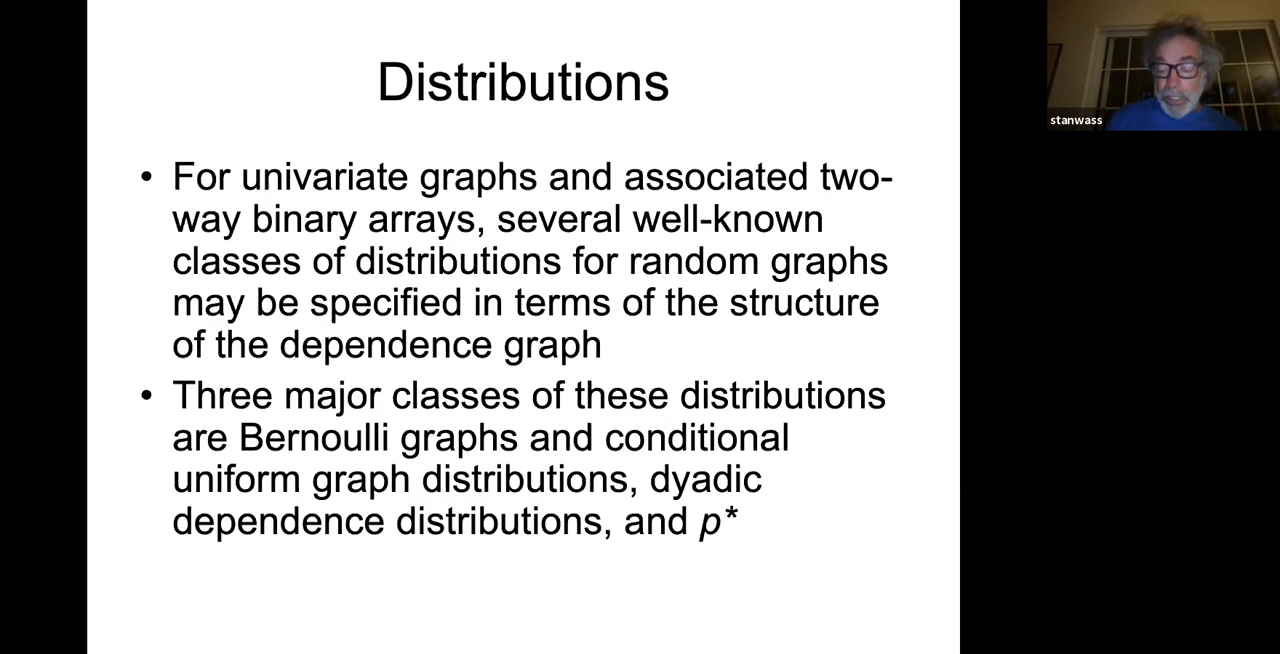 Distributions
• For univariate graphs and associated two-
way binary arrays, several well-known
classes of distributions for random graphs
may be specified in terms of the structure
of the dependence graph
• Three major classes of these distributions
are Bernoulli graphs and conditional
uniform graph distributions, dyadic
dependence distributions, and p*
stanwass